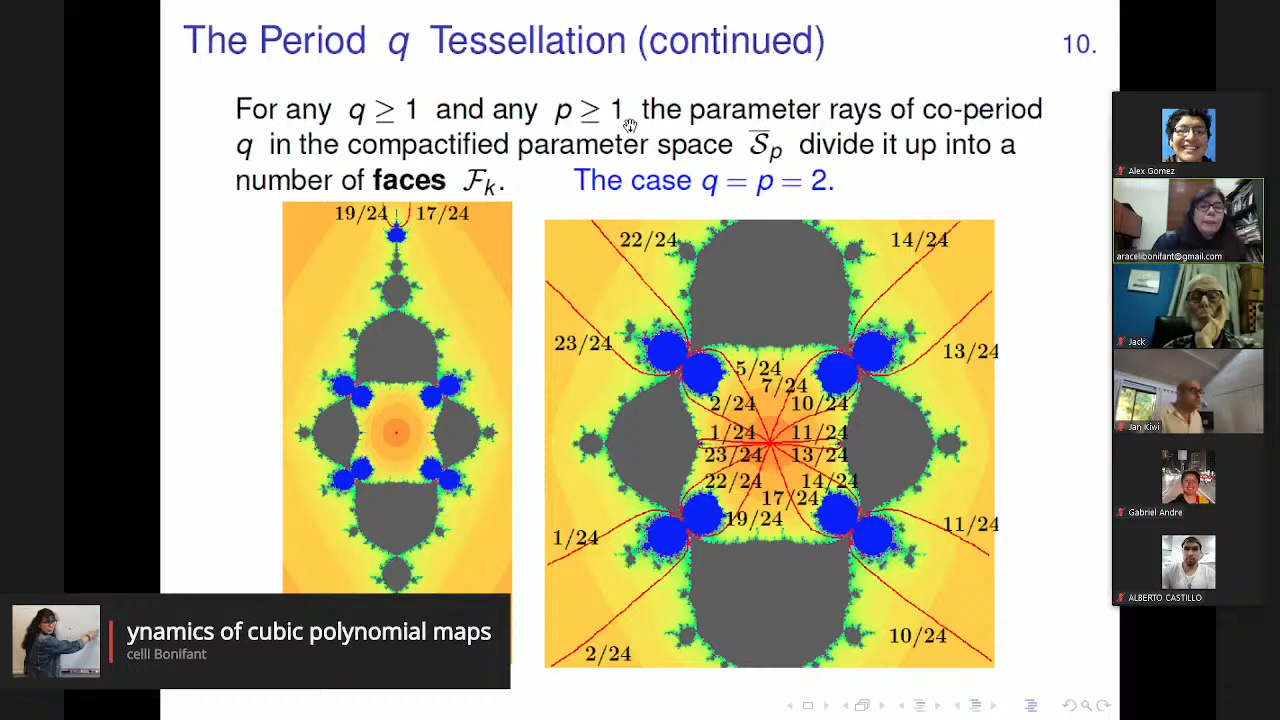 The Period q Tessellation (continued)
10.
For any q ≥ 1 and any p ≥ 1, the parameter rays of co-period
q in the compactified parameter space S̅p divide it up into a
number of faces ℱk. The case q = p = 2.
19/24 17/24
22/24 14/24
23/24 13/24
5/24
7/24
2/24 10/24
1/24 11/24
23/24 13/24
22/24 14/24
17/24
19/24
1/24 11/24
2/24 10/24
ynamics of cubic polynomial maps
celli Bonifant
Alex Gomez
aracelibonifant@gmail.com
Jack
Jan Kiwi
Gabriel Andre
ALBERTO CASTILLO